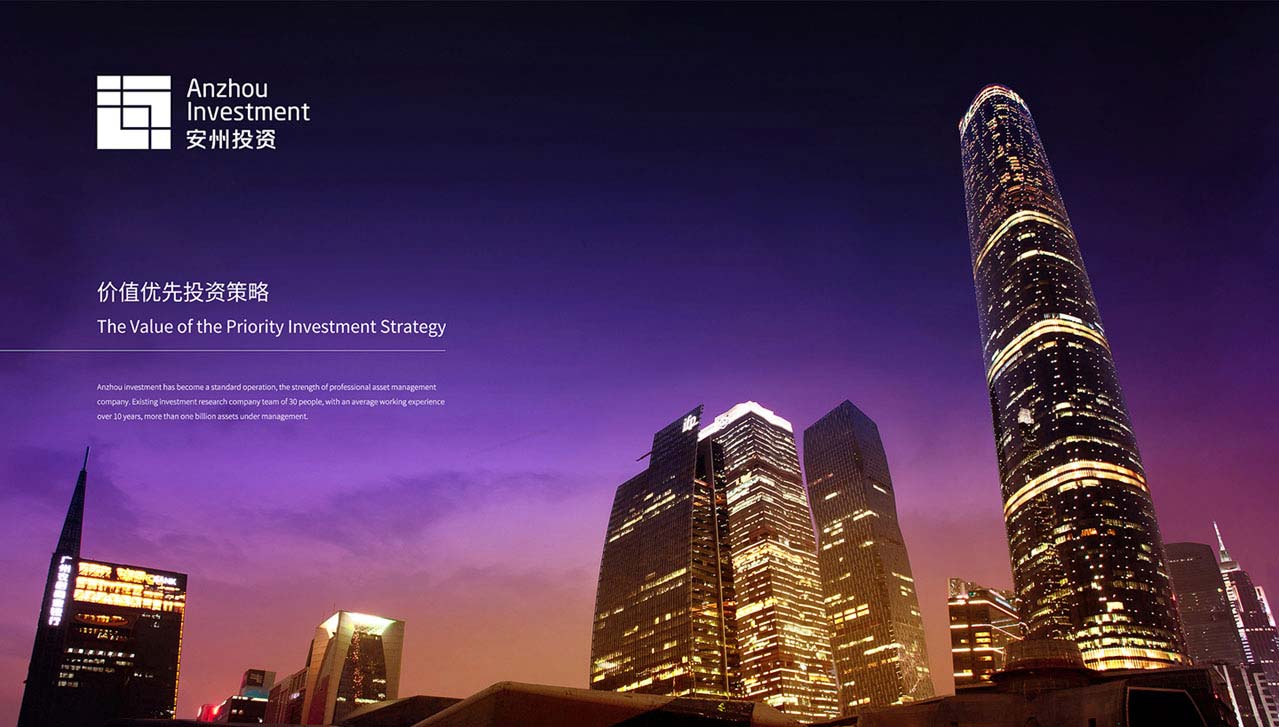 Anzhou
Investment
安州投资
价值优先投资策略
The Value of the Priority Investment Strategy
Anzhou investment has become a standard operation, the strength of professional asset management
company. Existing investment research company team of 30 people, with an average working experience
over 10 years, more than one billion assets under management.
ifp